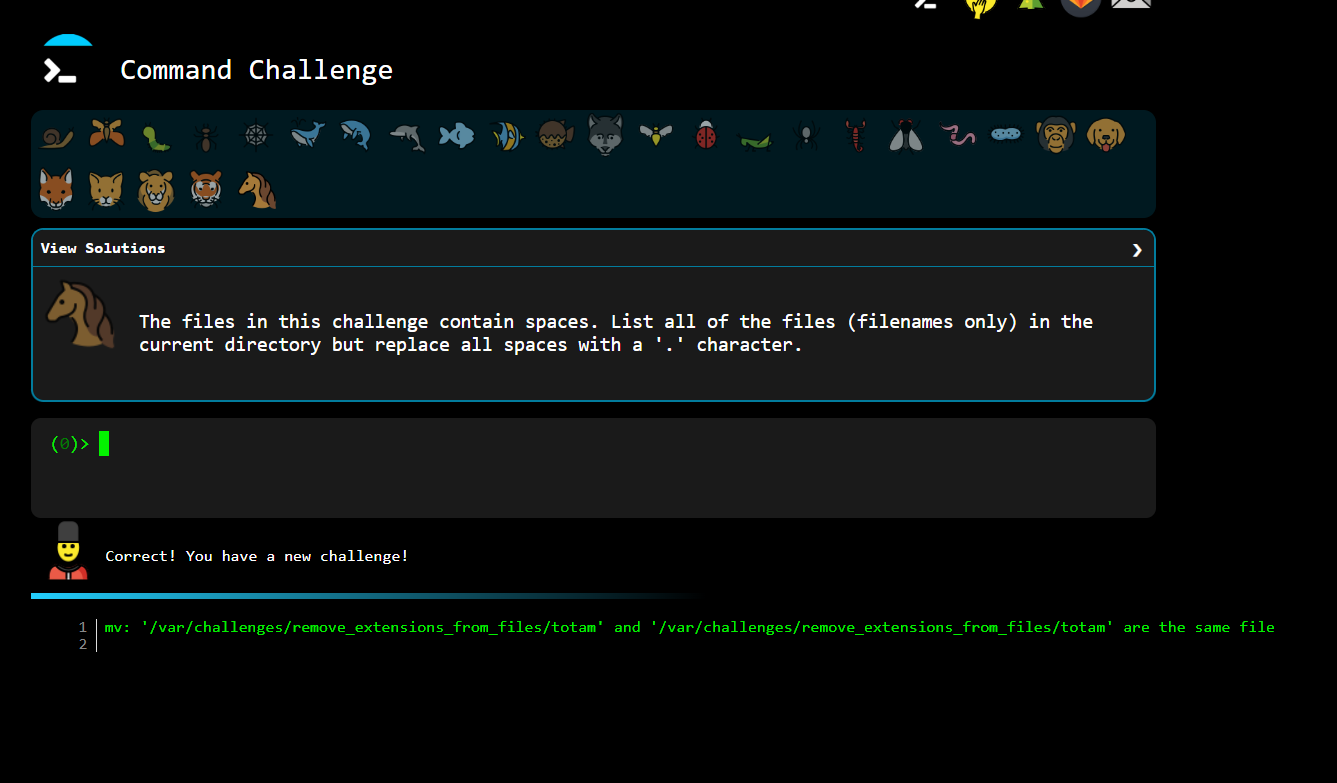 Command Challenge
View Solutions
The files in this challenge contain spaces. List all of the files (filenames only) in the
current directory but replace all spaces with a '.' character.
(0)>
Correct! You have a new challenge!
1 mv: '/var/challenges/remove_extensions_from_files/totam' and '/var/challenges/remove_extensions_from_files/totam' are the same file
2